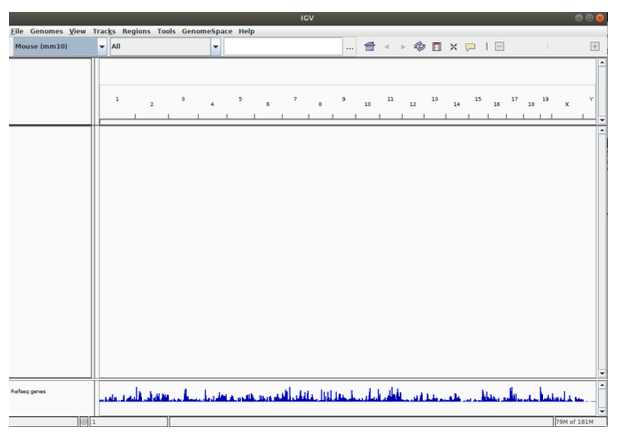 IGV
File Genomes View Tracks Regions Tools GenomeSpace Help
Mouse (mm10) All ...
1 2 3 4 5 6 7 8 9 10 11 12 13 14 15 16 17 18 19 X Y
Refseq genes
1 79M of 181M